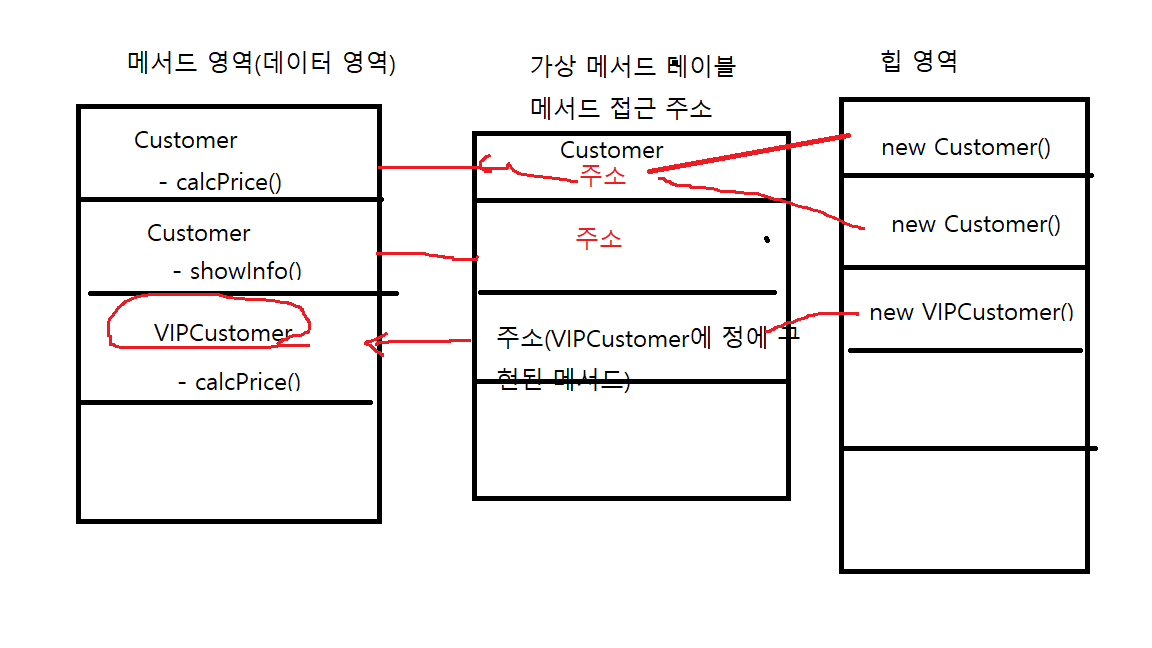 메서드 영역(데이터 영역)
Customer
- calcPrice()
Customer
- showInfo()
VIPCustomer
- calcPrice()
가상 메서드 테이블
메서드 접근 주소
Customer
주소
주소
주소(VIPCustomer에 정에 구
현된 메서드)
힙 영역
new Customer()
new Customer()
new VIPCustomer()